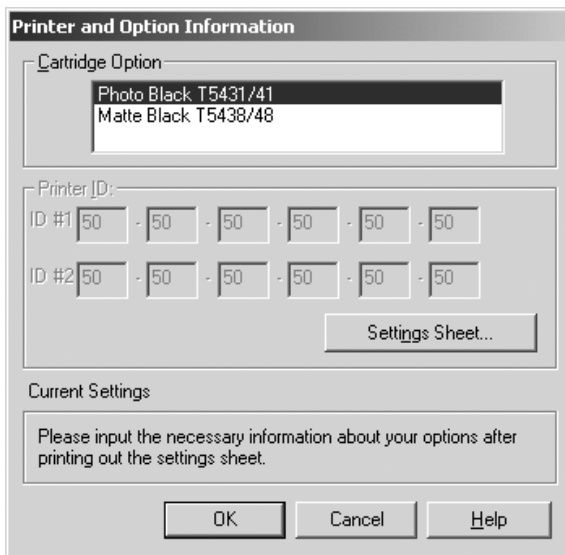 Printer and Option Information
Cartridge Option
Photo Black T5431/41
Matte Black T5438/48
Printer ID:
ID #1 50 - 50 - 50 - 50 - 50 - 50
ID #2 50 - 50 - 50 - 50 - 50 - 50
Settings Sheet...
Current Settings
Please input the necessary information about your options after
printing out the settings sheet.
OK Cancel Help